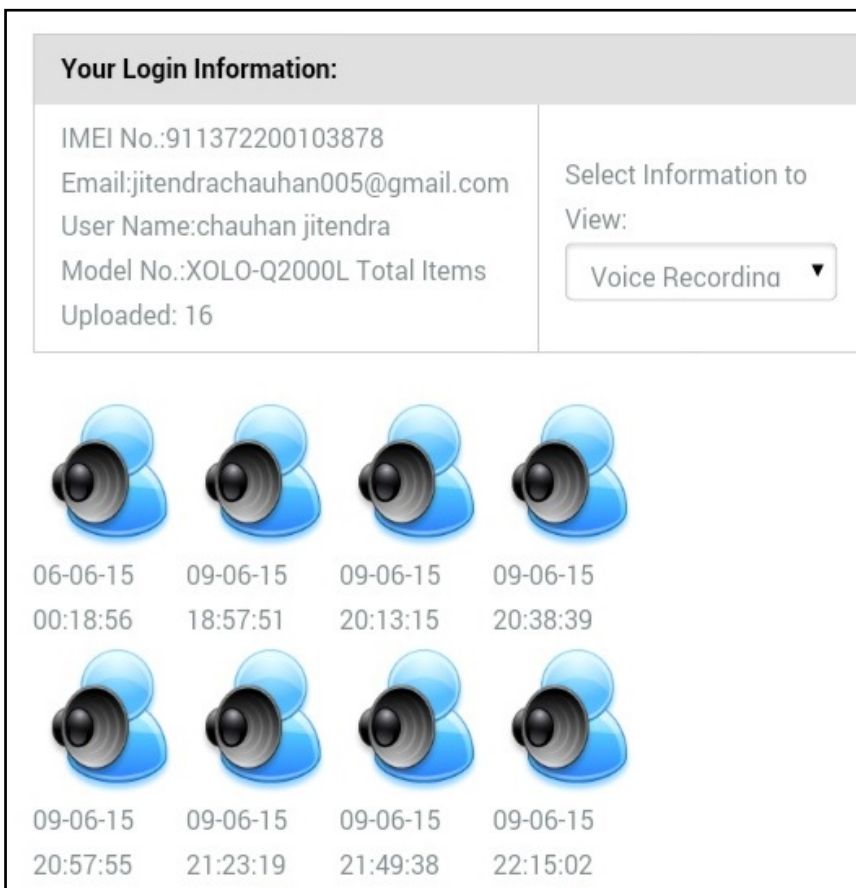 Your Login Information:
IMEI No.:911372200103878
Email:jitendrachauhan005@gmail.com
User Name:chauhan jitendra
Model No.:XOLO-Q2000L Total Items
Uploaded: 16
Select Information to
View:
Voice Recording
06-06-15 09-06-15 09-06-15 09-06-15
00:18:56 18:57:51 20:13:15 20:38:39
09-06-15 09-06-15 09-06-15 09-06-15
20:57:55 21:23:19 21:49:38 22:15:02